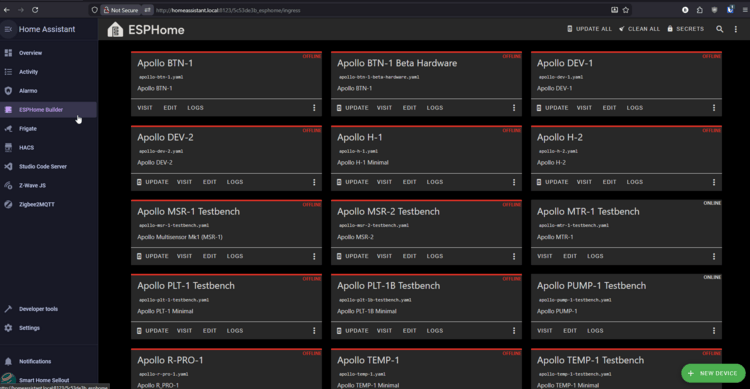 Not Secure
http://homeassistant.local:8123/5c53de3b_esphome/ingress
Home Assistant
Overview
Activity
Alarmo
ESPHome Builder
Frigate
HACS
Studio Code Server
Z-Wave JS
Zigbee2MQTT
Developer tools
Settings
Notifications
Smart Home Sellout
http://homeassistant.local:8123/5c53de3b_esphome
ESPHome
UPDATE ALL
CLEAN ALL
SECRETS
OFFLINE
Apollo BTN-1
apollo-btn-1.yaml
Apollo BTN-1
VISIT EDIT LOGS
OFFLINE
Apollo BTN-1 Beta Hardware
apollo-btn-1-beta-hardware.yaml
Apollo BTN-1
UPDATE VISIT EDIT LOGS
OFFLINE
Apollo DEV-1
apollo-dev-1.yaml
Apollo DEV-1
UPDATE VISIT EDIT LOGS
OFFLINE
Apollo DEV-2
apollo-dev-2.yaml
Apollo DEV-2
UPDATE VISIT EDIT LOGS
OFFLINE
Apollo H-1
apollo-h-1.yaml
Apollo H-1 Minimal
UPDATE VISIT EDIT LOGS
OFFLINE
Apollo H-2
apollo-h-2.yaml
Apollo H-2
UPDATE VISIT EDIT LOGS
OFFLINE
Apollo MSR-1 Testbench
apollo-msr-1-testbench.yaml
Apollo Multisensor Mk1 (MSR-1)
UPDATE VISIT EDIT LOGS
OFFLINE
Apollo MSR-2 Testbench
apollo-msr-2-testbench.yaml
Apollo MSR-2
UPDATE VISIT EDIT LOGS
ONLINE
Apollo MTR-1 Testbench
apollo-mtr-1-testbench.yaml
Apollo MTR-1
VISIT EDIT LOGS
OFFLINE
Apollo PLT-1 Testbench
apollo-plt-1-testbench.yaml
Apollo PLT-1 Minimal
UPDATE VISIT EDIT LOGS
OFFLINE
Apollo PLT-1B Testbench
apollo-plt-1b-testbench.yaml
Apollo PLT-1B Minimal
UPDATE VISIT EDIT LOGS
ONLINE
Apollo PUMP-1 Testbench
apollo-pump-1-testbench.yaml
Apollo PUMP-1
VISIT EDIT LOGS
OFFLINE
Apollo R-PRO-1
apollo-r-pro-1.yaml
Apollo R_PRO-1
OFFLINE
Apollo TEMP-1
apollo-temp-1.yaml
Apollo TEMP-1
OFFLINE
Apollo TEMP-1 Testbench
apollo-temp-1-testbench.yaml
Apollo TEMP-1
NEW DEVICE